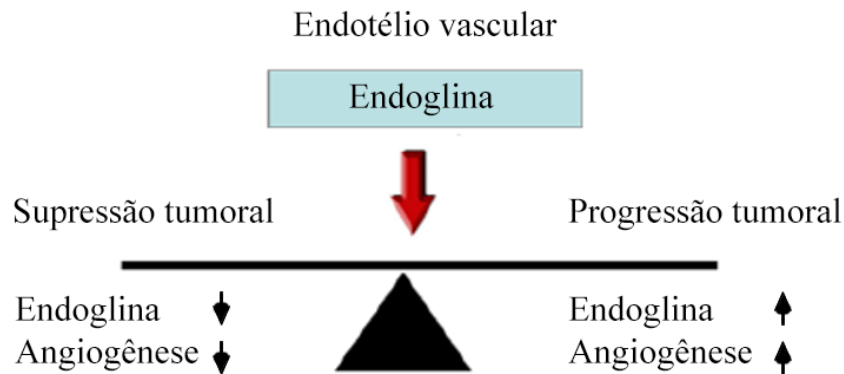 Endotélio vascular
Endoglina
Supressão tumoral
Progressão tumoral
Endoglina
Angiogênese
Endoglina
Angiogênese